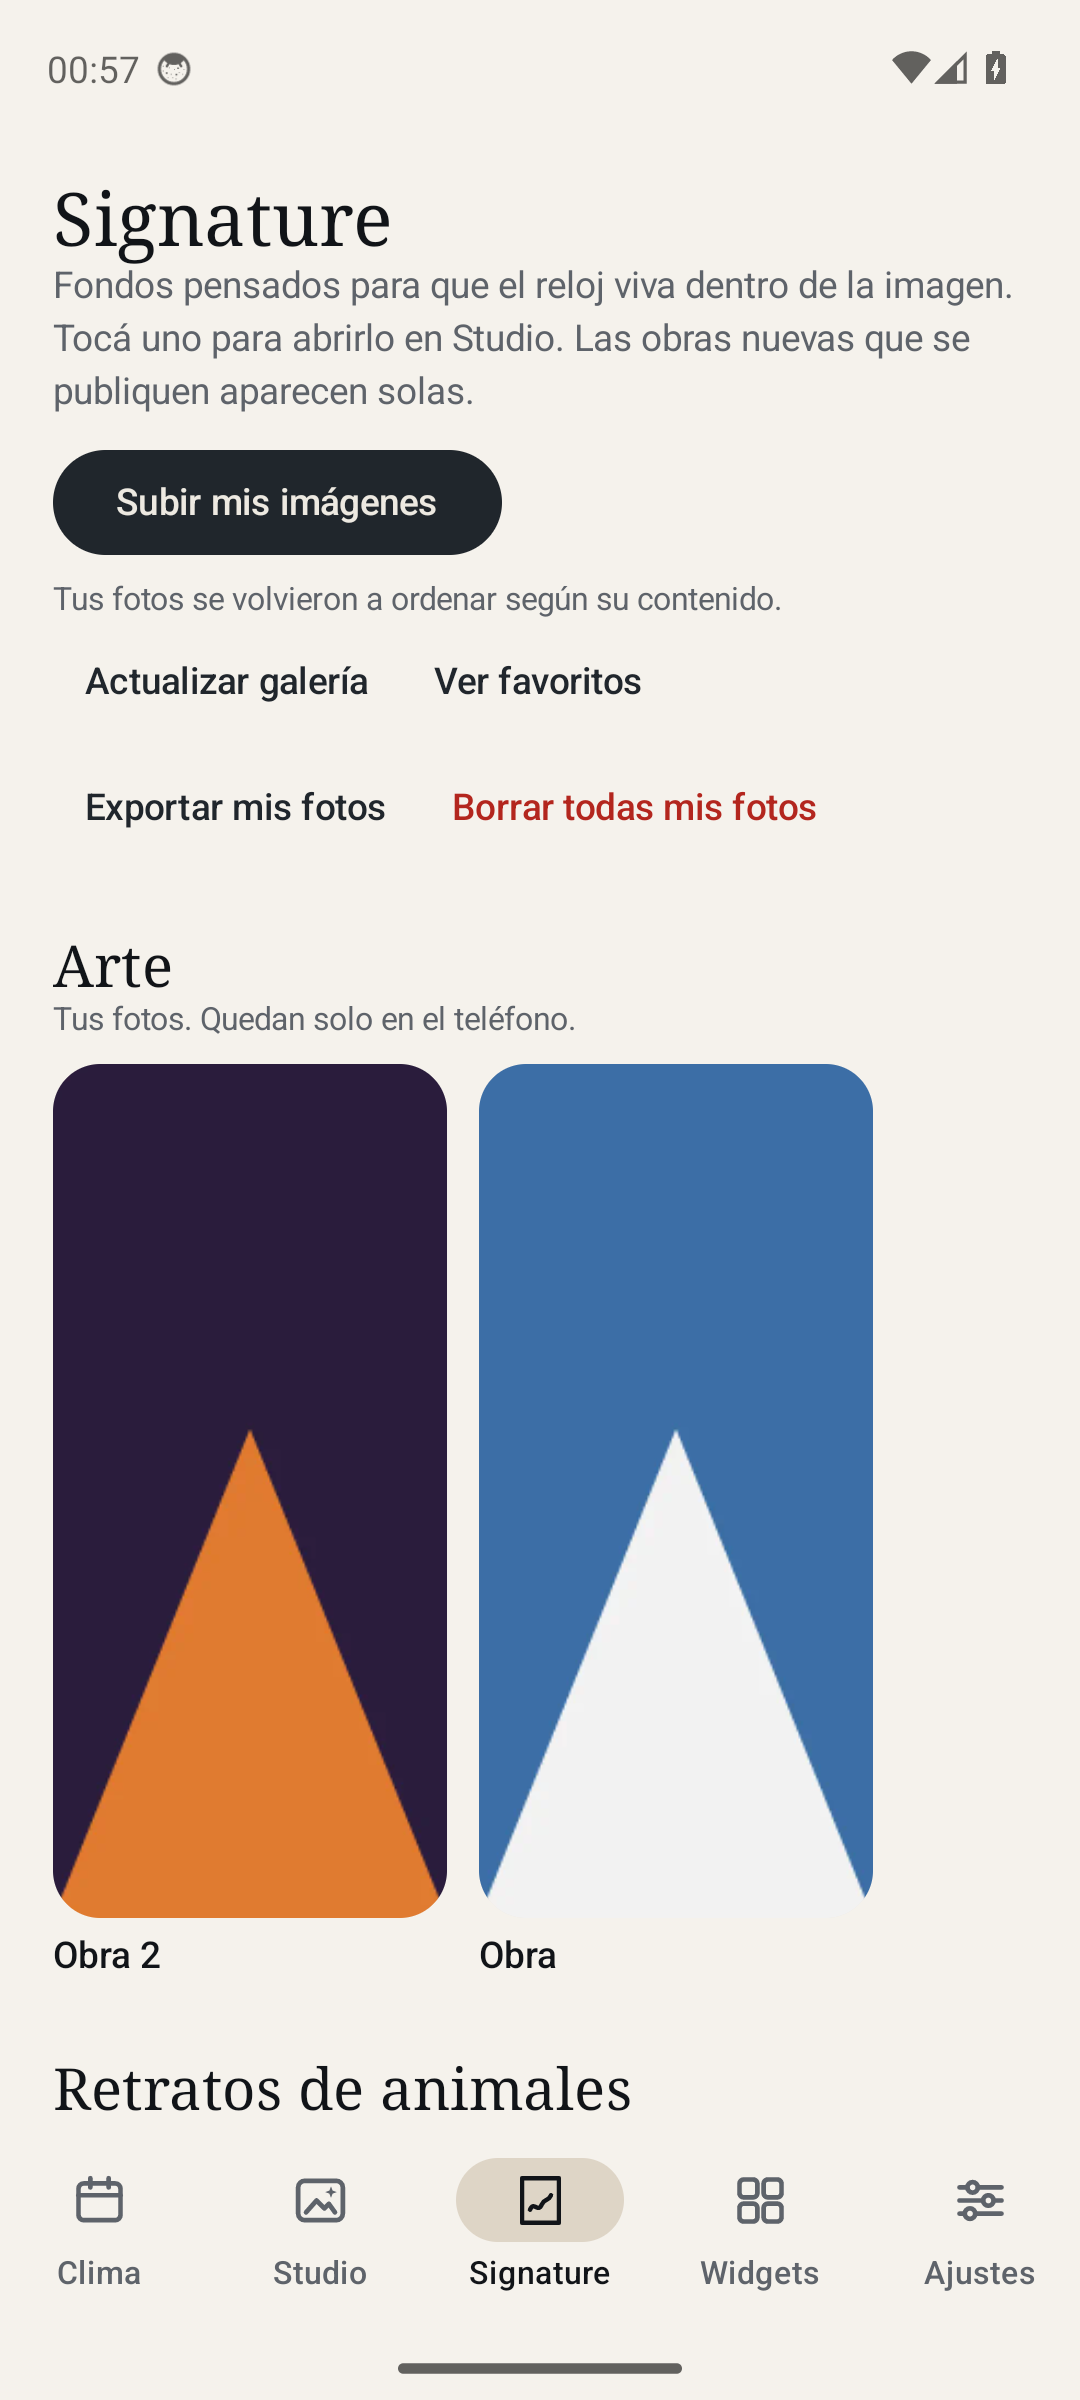 00:57
Signature
Fondos pensados para que el reloj viva dentro de la imagen.
Tocá uno para abrirlo en Studio. Las obras nuevas que se
publiquen aparecen solas.
Subir mis imágenes
Tus fotos se volvieron a ordenar según su contenido.
Actualizar galería
Ver favoritos
Exportar mis fotos
Borrar todas mis fotos
Arte
Tus fotos. Quedan solo en el teléfono.
Obra 2
Obra
Retratos de animales
Clima
Studio
Signature
Widgets
Ajustes